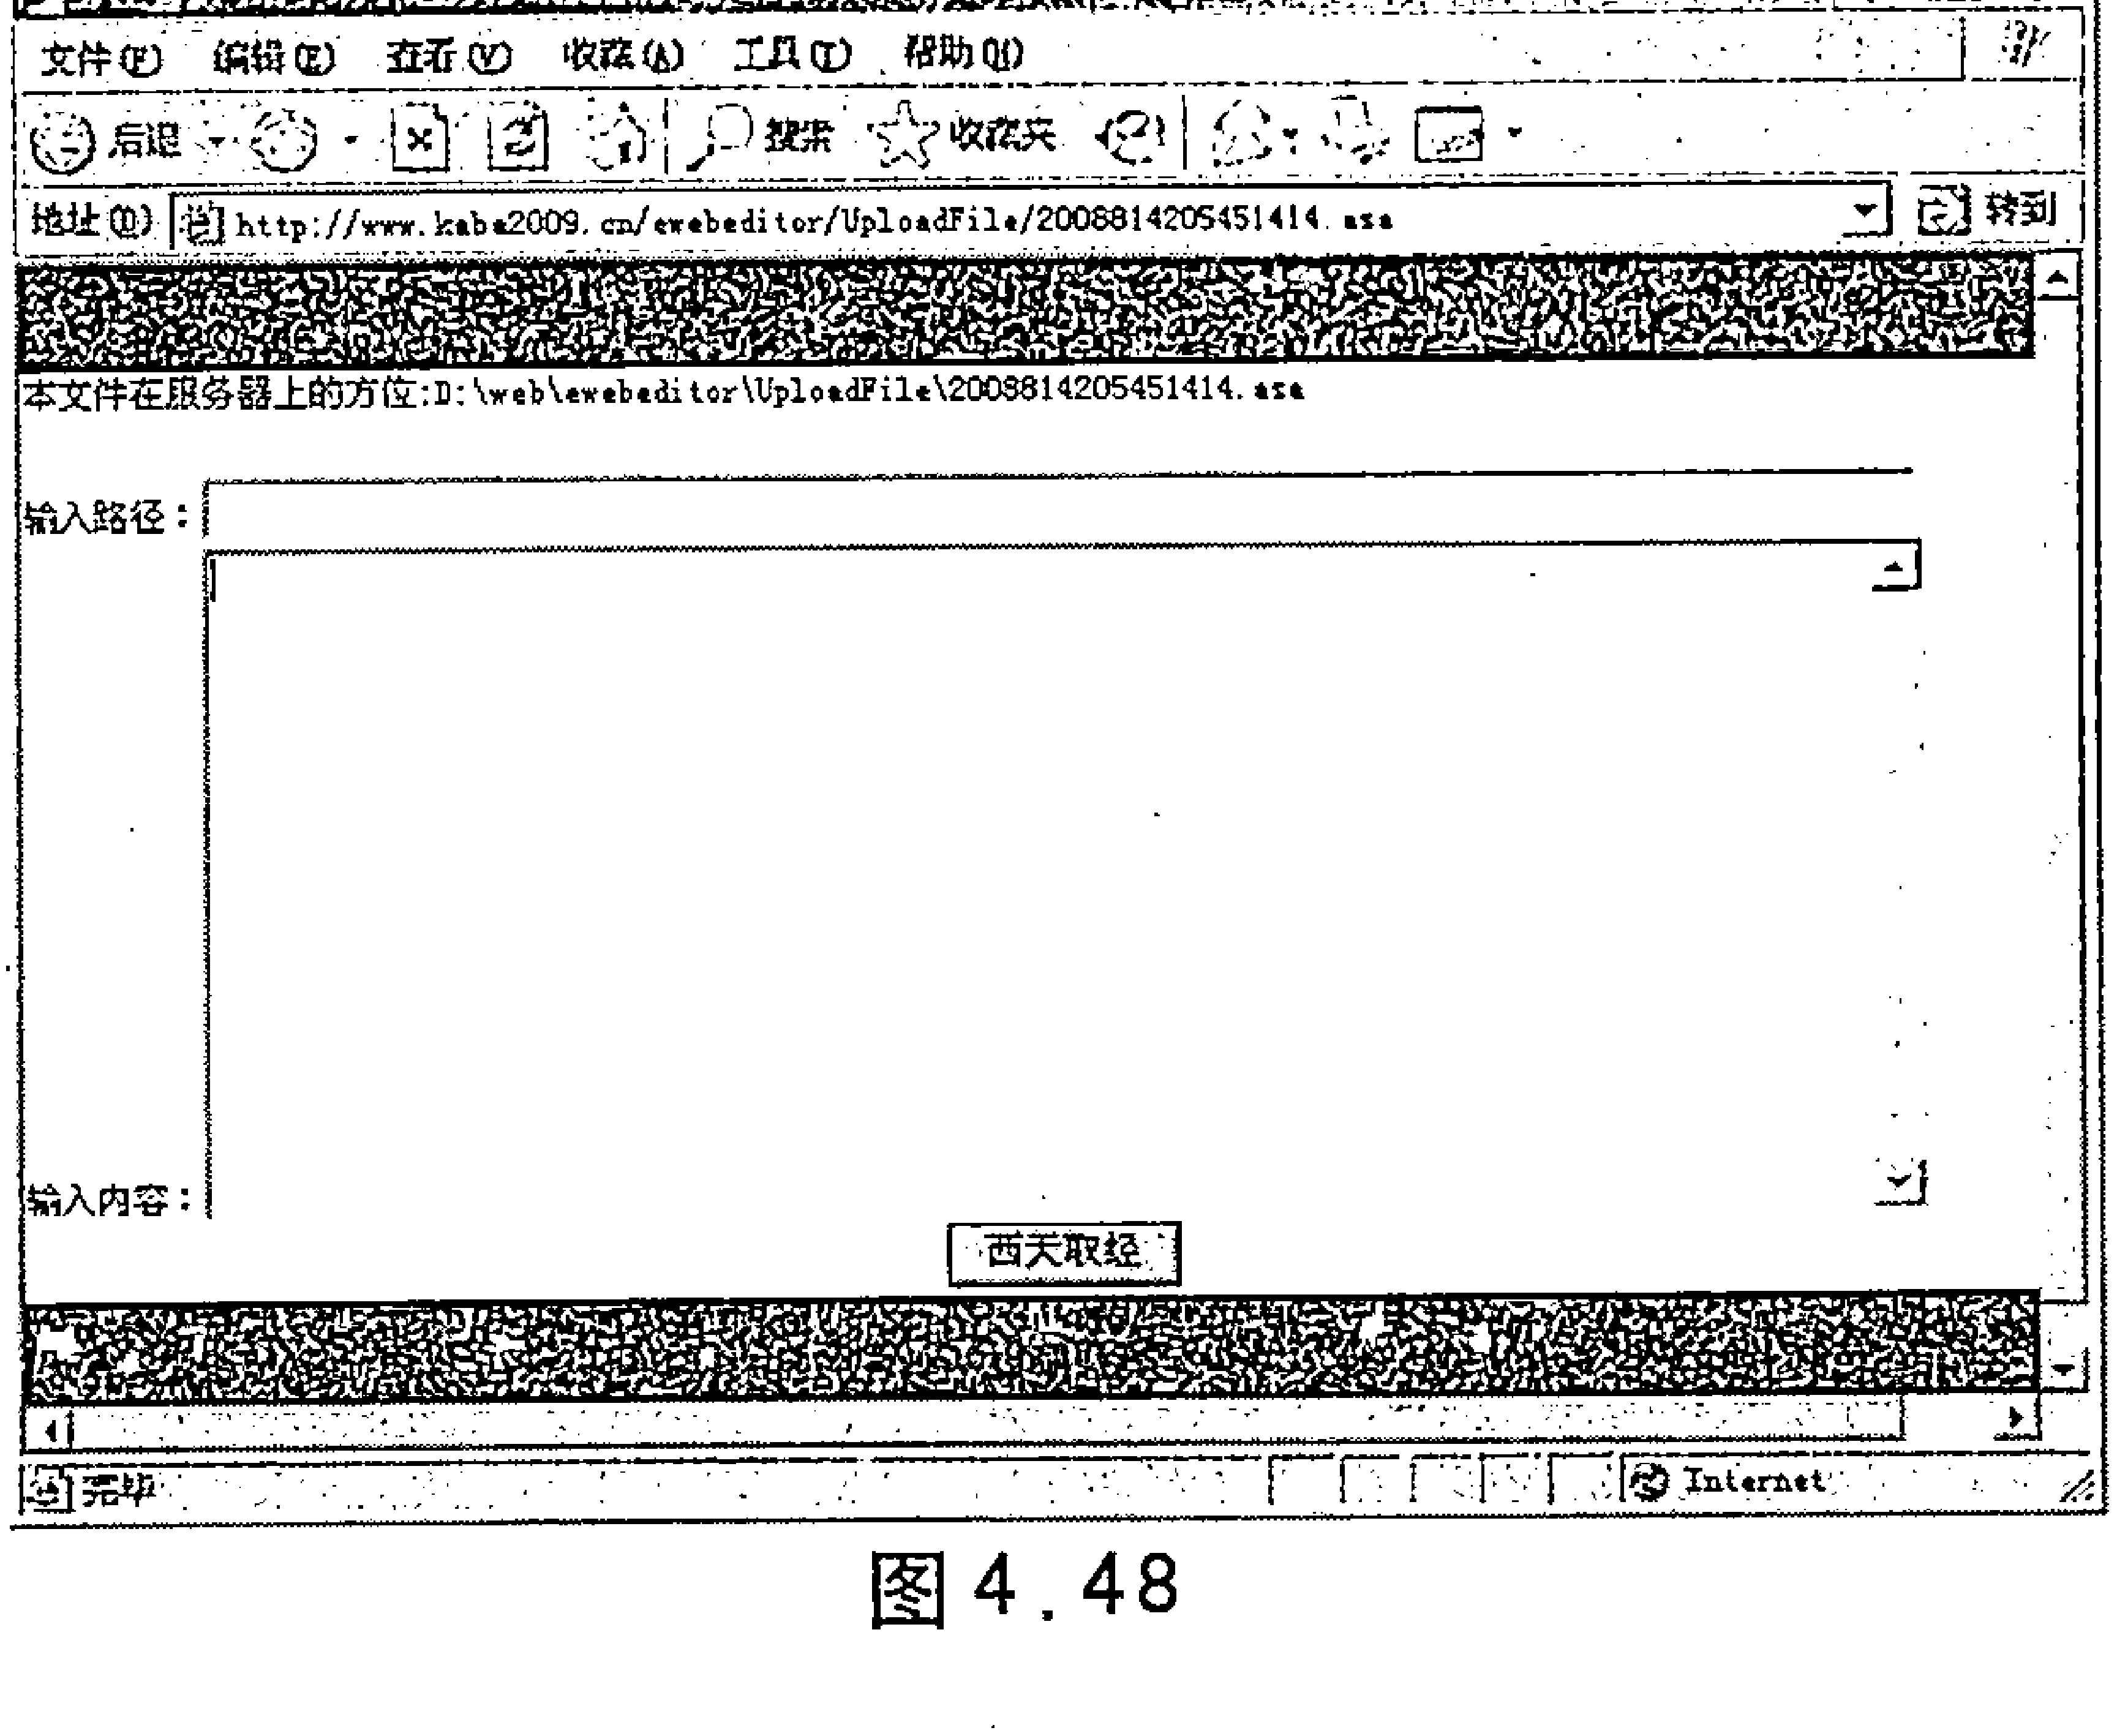 文件(F) 编辑(E) 查看(V) 收藏(A) 工具(T) 帮助(H)
后退 搜索 收藏夹
地址(D) http://www.kaba2009.cn/ewebeditor/UploadFile/2008814205451414.asa 转到
本文件在服务器上的方位:D:\web\ewebeditor\UploadFile\2008814205451414.asa
输入路径：
输入内容：
西天取经
完毕 Internet
图 4.48